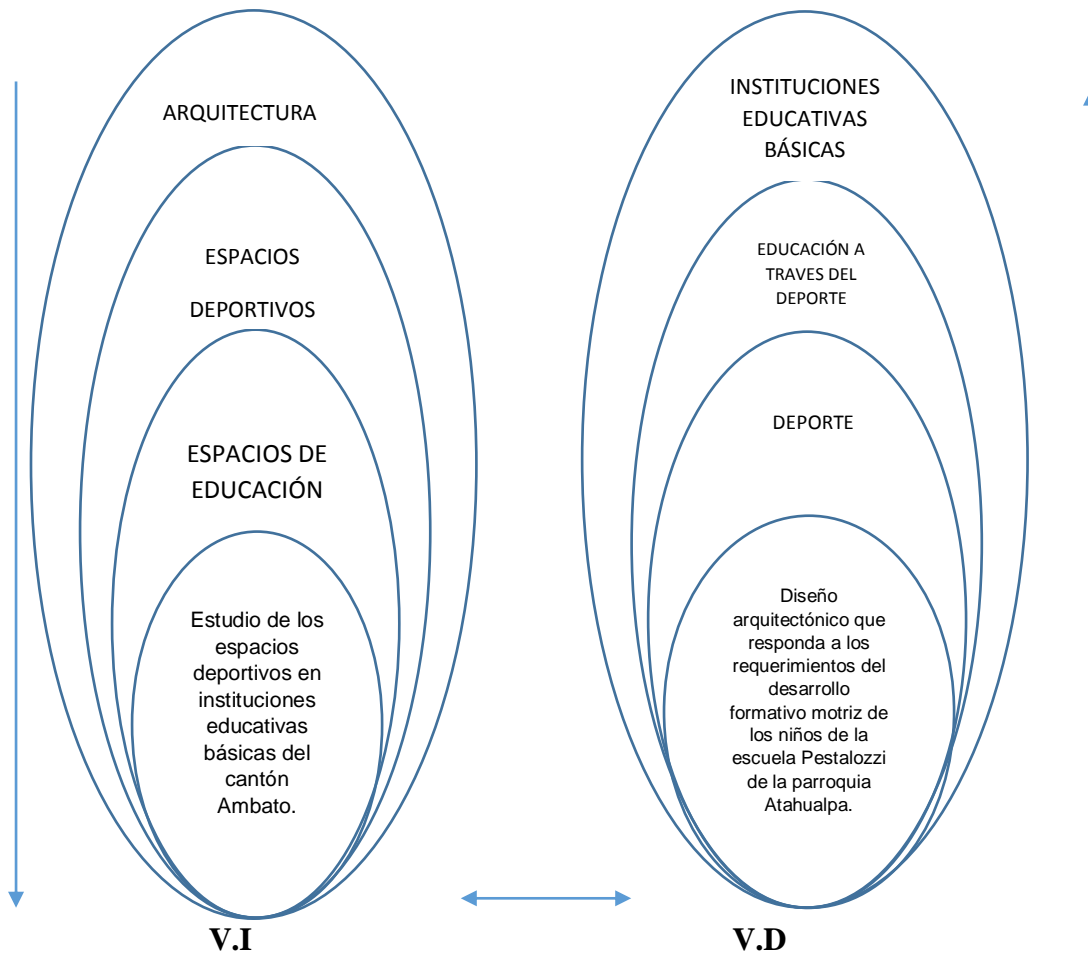 ARQUITECTURA
ESPACIOS
DEPORTIVOS
ESPACIOS DE
EDUCACIÓN
Estudio de los
espacios
deportivos en
instituciones
educativas
básicas del
cantón
Ambato.
V.I
INSTITUCIONES
EDUCATIVAS
BÁSICAS
EDUCACIÓN A
TRAVES DEL
DEPORTE
DEPORTE
Diseño
arquitectónico que
responda a los
requerimientos del
desarrollo
formativo motriz de
los niños de la
escuela Pestalozzi
de la parroquia
Atahualpa.
V.D